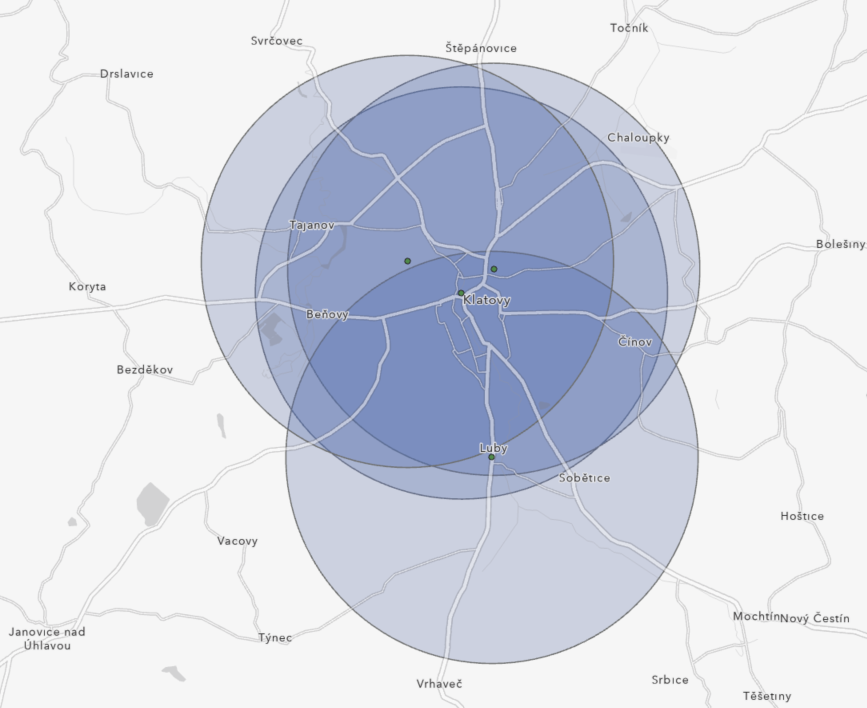 Točník
Svrčovec
Štěpánovice
Drslavice
Chaloupky
Tajanov
Bolešiny
Koryta
Klatovy
Beňovy
Činov
Bezděkov
Luby
Sobětice
Hoštice
Vacovy
Mochtín
Nový Čestín
Janovice nad
Úhlavou
Týnec
Srbice
Vrhaveč
Těšetiny